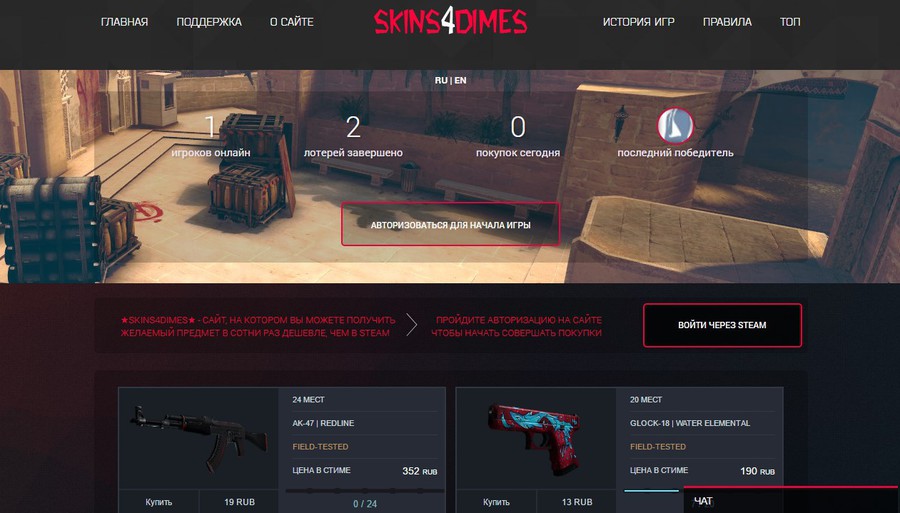 ГЛАВНАЯ ПОДДЕРЖКА О САЙТЕ SKINS4DIMES ИСТОРИЯ ИГР ПРАВИЛА ТОП
RU | EN
1 2 0
игроков онлайн лотерей завершено покупок сегодня последний победитель
АВТОРИЗОВАТЬСЯ ДЛЯ НАЧАЛА ИГРЫ
★SKINS4DIMES★ - САЙТ, НА КОТОРОМ ВЫ МОЖЕТЕ ПОЛУЧИТЬ
ЖЕЛАЕМЫЙ ПРЕДМЕТ В СОТНИ РАЗ ДЕШЕВЛЕ, ЧЕМ В STEAM
ПРОЙДИТЕ АВТОРИЗАЦИЮ НА САЙТЕ
ЧТОБЫ НАЧАТЬ СОВЕРШАТЬ ПОКУПКИ
ВОЙТИ ЧЕРЕЗ STEAM
24 МЕСТ
AK-47 | REDLINE
FIELD-TESTED
ЦЕНА В СТИМЕ 352 RUB
Купить 19 RUB 0 / 24
20 МЕСТ
GLOCK-18 | WATER ELEMENTAL
FIELD-TESTED
ЦЕНА В СТИМЕ 190 RUB
Купить 13 RUB
ЧАТ